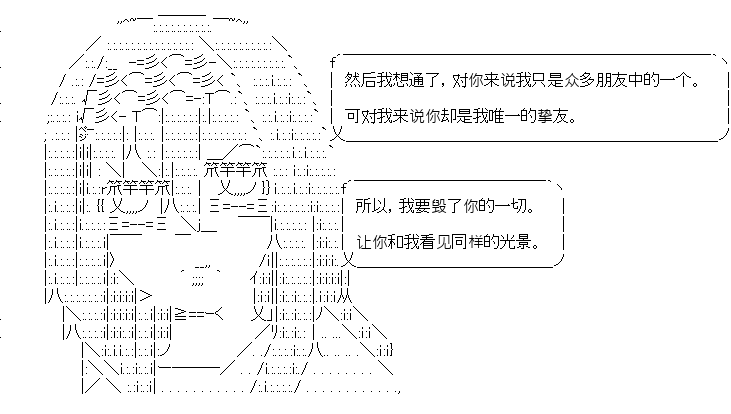 然后我想通了，对你来说我只是众多朋友中的一个。
可对我来说你却是我唯一的挚友。
所以，我要毁了你的一切。
让你和我看见同样的光景。